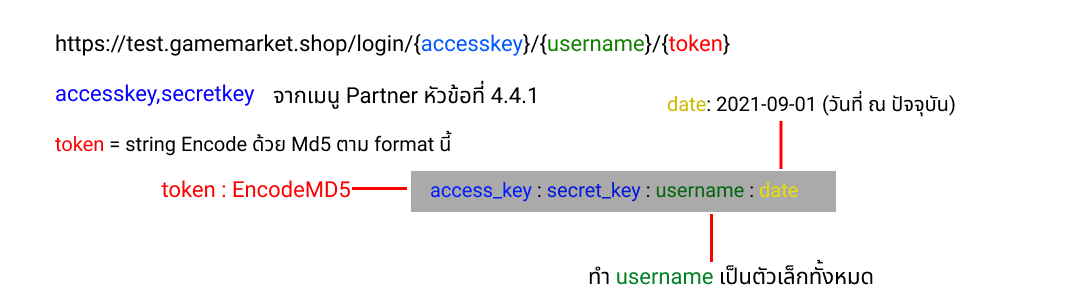 https://test.gamemarket.shop/login/{accesskey}/{username}/{token}
accesskey,secretkey จากเมนู Partner หัวข้อที่ 4.4.1
date: 2021-09-01 (วันที่ ณ ปัจจุบัน)
token = string Encode ด้วย Md5 ตาม format นี้
token : EncodeMD5 access_key : secret_key : username : date
ทำ username เป็นตัวเล็กทั้งหมด